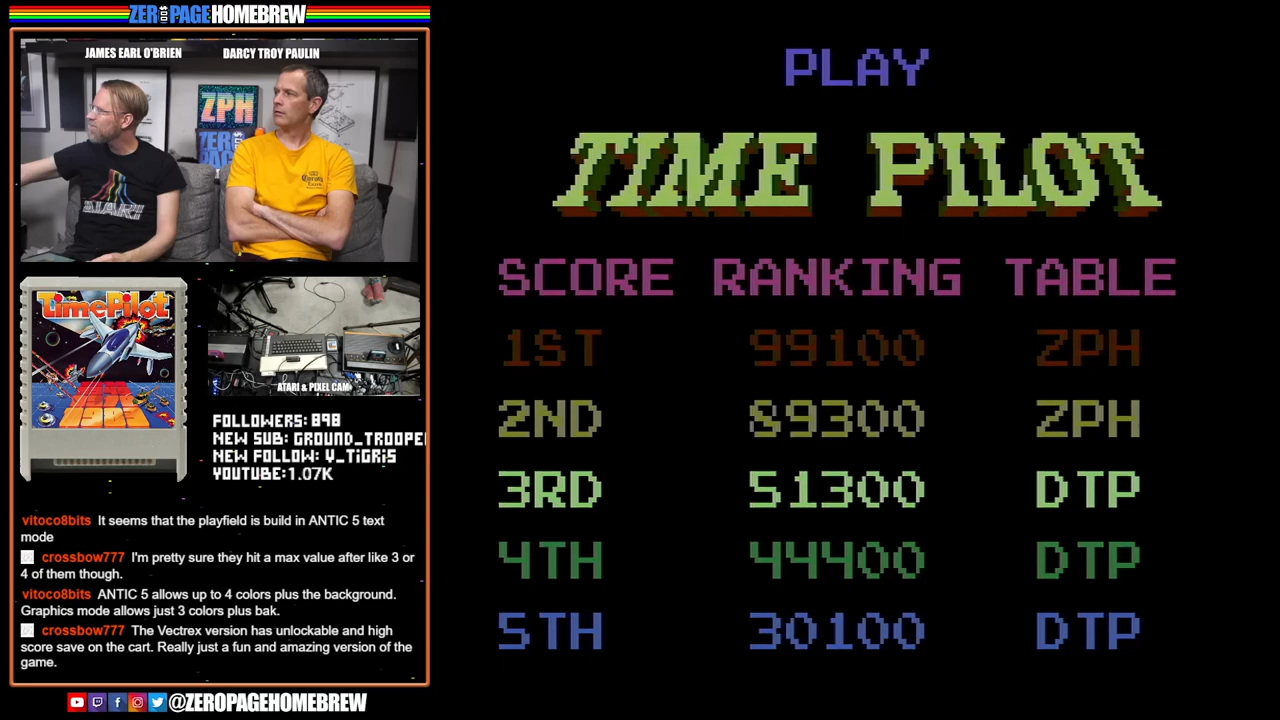 ZEROPAGE HOMEBREW
JAMES EARL O'BRIEN
DARCY TROY PAULIN
ZPH
ATARI
Corona
Extra
TimePilot
1983
ATARI & PIXEL CAM
FOLLOWERS: 898
NEW SUB: GROUND_TROOPER
NEW FOLLOW: V_TIGRIS
YOUTUBE:1.07K
vitoco8bits It seems that the playfield is build in ANTIC 5 text
mode
crossbow777 I'm pretty sure they hit a max value after like 3 or
4 of them though.
vitoco8bits ANTIC 5 allows up to 4 colors plus the background.
Graphics mode allows just 3 colors plus bak.
crossbow777 The Vectrex version has unlockable and high
score save on the cart. Really just a fun and amazing version of the
game.
@ZEROPAGEHOMEBREW
PLAY
TIME PILOT
SCORE RANKING TABLE
1ST 99100 ZPH
2ND 89300 ZPH
3RD 51300 DTP
4TH 44400 DTP
5TH 30100 DTP